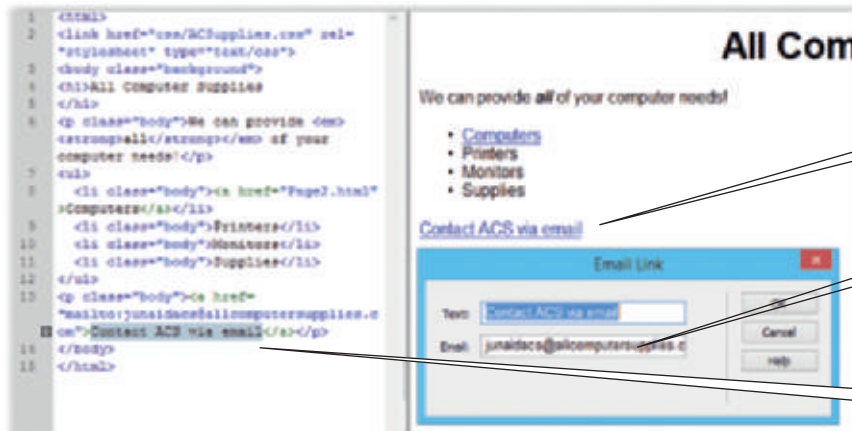 1 <html>
2 <link href="css/ACSupplies.css" rel=
"stylesheet" type="text/css">
3 <body class="background">
4 <h1>All Computer Supplies
5 </h1>
6 <p class="body">We can provide <em>
<strong>all</strong></em> of your
computer needs!</p>
7 <ul>
8 <li class="body"><a href="Page2.html"
>Computers</a></li>
9 <li class="body">Printers</li>
10 <li class="body">Monitors</li>
11 <li class="body">Supplies</li>
12 </ul>
13 <p class="body"><a href=
"mailto:junaidacs@allcomputersupplies.c
om">Contact ACS via email</a></p>
14 </body>
15 </html>
All Com
We can provide all of your computer needs!
• Computers
• Printers
• Monitors
• Supplies
Contact ACS via email
Email Link
Text: Contact ACS via email
OK
Email: junaidacs@allcomputersupplies.c
Cancel
Help